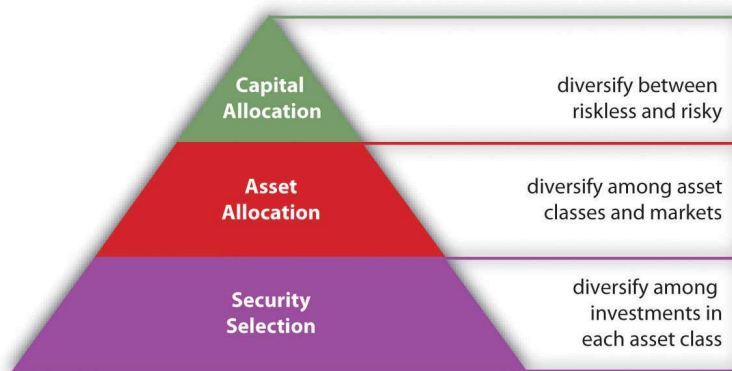 Capital
Allocation
diversify between
riskless and risky
Asset
Allocation
diversify among asset
classes and markets
Security
Selection
diversify among
investments in
each asset class